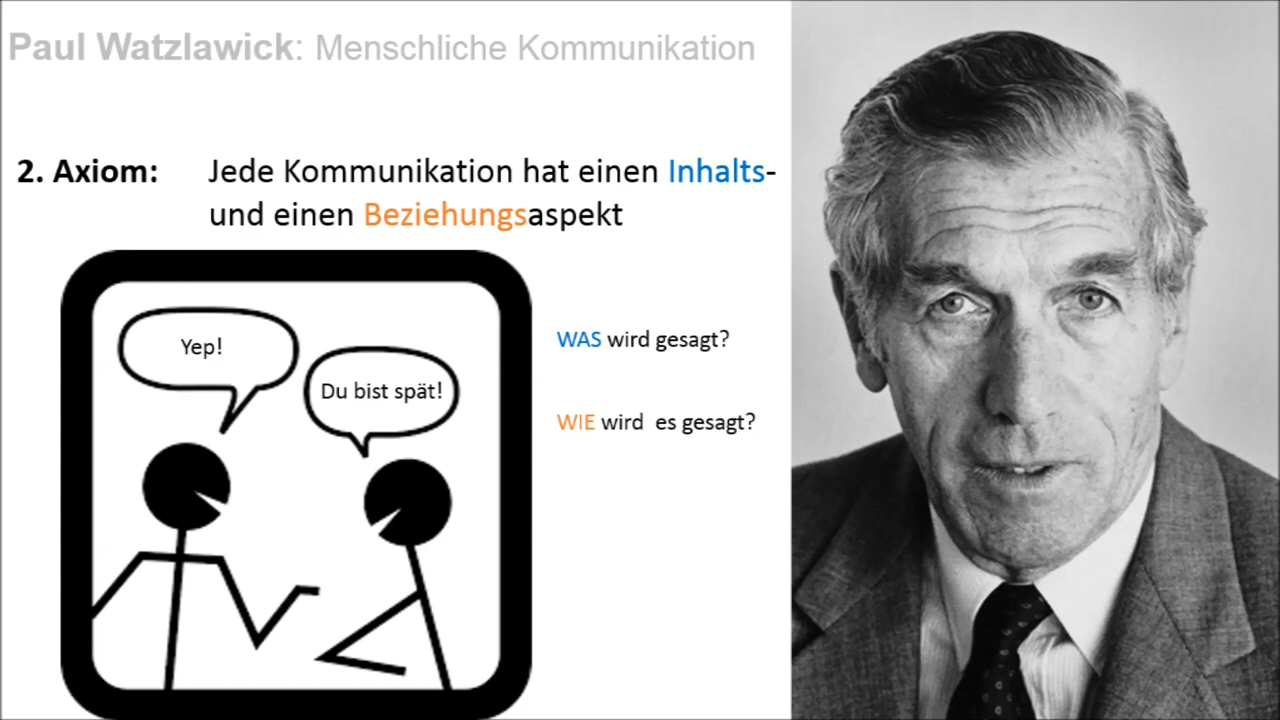 Paul Watzlawick: Menschliche Kommunikation
2. Axiom: Jede Kommunikation hat einen Inhalts-
und einen Beziehungsaspekt
Yep!
Du bist spät!
WAS wird gesagt?
WIE wird es gesagt?